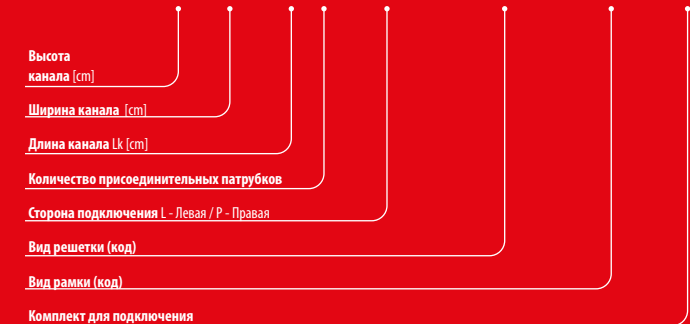 Высота
канала [cm]
Ширина канала [cm]
Длина канала Lk [cm]
Количество присоединительных патрубков
Сторона подключения L - Левая / P - Правая
Вид решетки (код)
Вид рамки (код)
Комплект для подключения